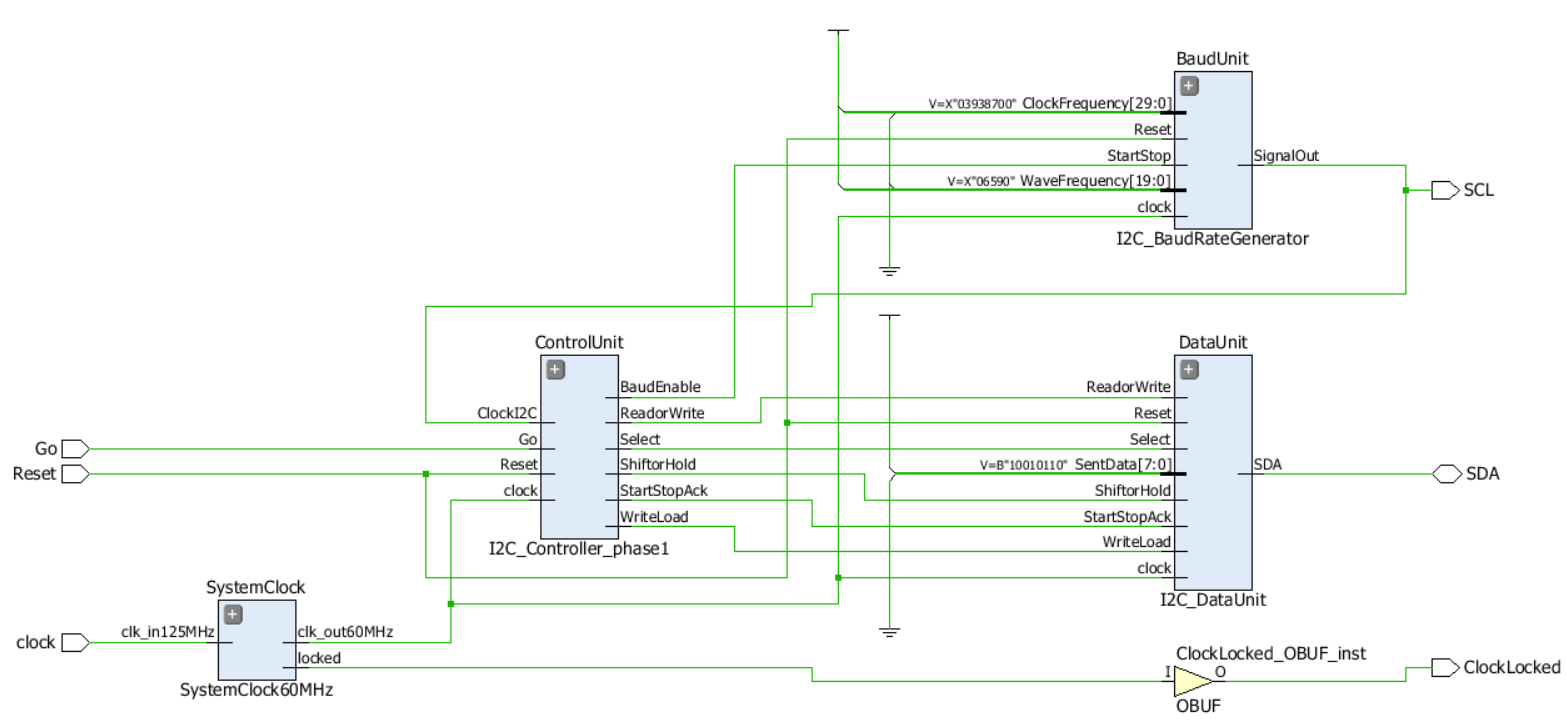 BaudUnit
V=X"03938700" ClockFrequency[29:0]
Reset
StartStop
V=X"06590" WaveFrequency[19:0]
clock
SignalOut
I2C_BaudRateGenerator
SCL
ControlUnit
ClockI2C
Go
Reset
clock
BaudEnable
ReadorWrite
Select
ShiftorHold
StartStopAck
WriteLoad
I2C_Controller_phase1
Go
Reset
DataUnit
ReadorWrite
Reset
Select
V=B"10010110" SentData[7:0]
ShiftorHold
StartStopAck
WriteLoad
clock
SDA
I2C_DataUnit
SDA
SystemClock
clock
clk_in125MHz
clk_out60MHz
locked
SystemClock60MHz
ClockLocked_OBUF_inst
I
O
OBUF
ClockLocked